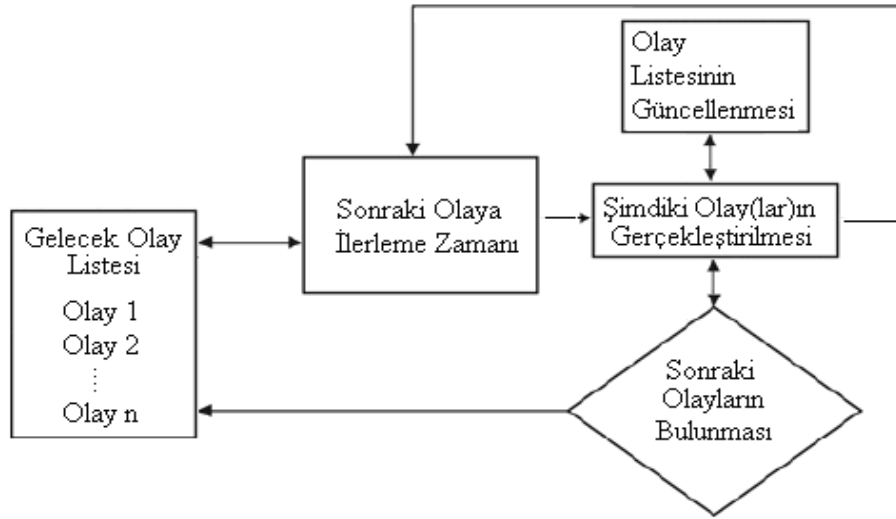 Olay
Listesinin
Güncellenmesi
Sonraki Olaya
İlerleme Zamanı
Şimdiki Olay(lar)ın
Gerçekleştirilmesi
Gelecek Olay
Listesi
Olay 1
Olay 2
Olay n
Sonraki
Olayların
Bulunması